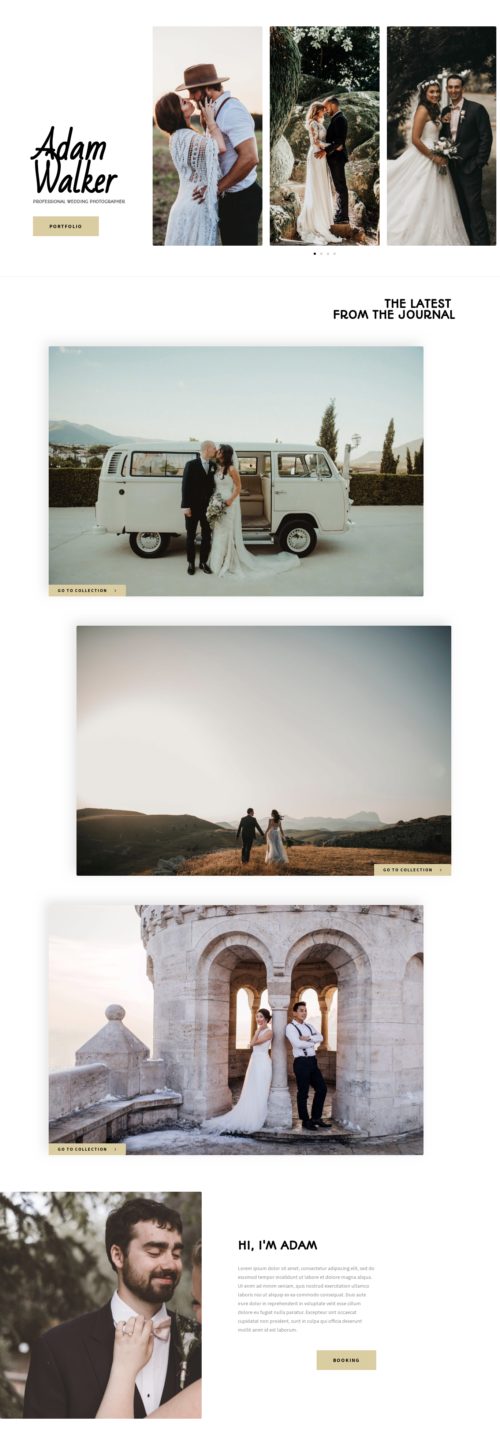 Adam
Walker
PROFESSIONAL WEDDING PHOTOGRAPHER
PORTFOLIO
THE LATEST
FROM THE JOURNAL
GO TO COLLECTION >
GO TO COLLECTION >
GO TO COLLECTION >
HI, I'M ADAM
Lorem ipsum dolor sit amet, consectetur adipiscing elit, sed do
eiusmod tempor incididunt ut labore et dolore magna aliqua.
Ut enim ad minim veniam, quis nostrud exercitation ullamco
laboris nisi ut aliquip ex ea commodo consequat. Duis aute
irure dolor in reprehenderit in voluptate velit esse cillum
dolore eu fugiat nulla pariatur. Excepteur sint occaecat
cupidatat non proident, sunt in culpa qui officia deserunt
mollit anim id est laborum.
BOOKING